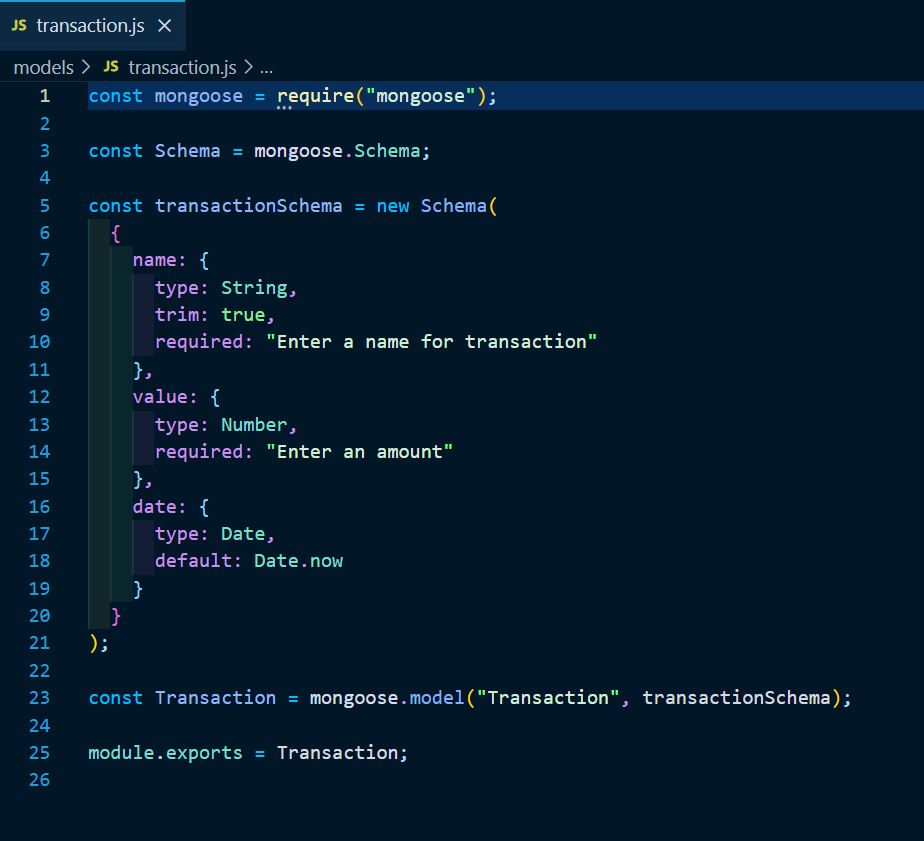 JS transaction.js ×
models > JS transaction.js > ...
1 const mongoose = require("mongoose");
2
3 const Schema = mongoose.Schema;
4
5 const transactionSchema = new Schema(
6   {
7     name: {
8       type: String,
9       trim: true,
10       required: "Enter a name for transaction"
11     },
12     value: {
13       type: Number,
14       required: "Enter an amount"
15     },
16     date: {
17       type: Date,
18       default: Date.now
19     }
20   }
21 );
22
23 const Transaction = mongoose.model("Transaction", transactionSchema);
24
25 module.exports = Transaction;
26